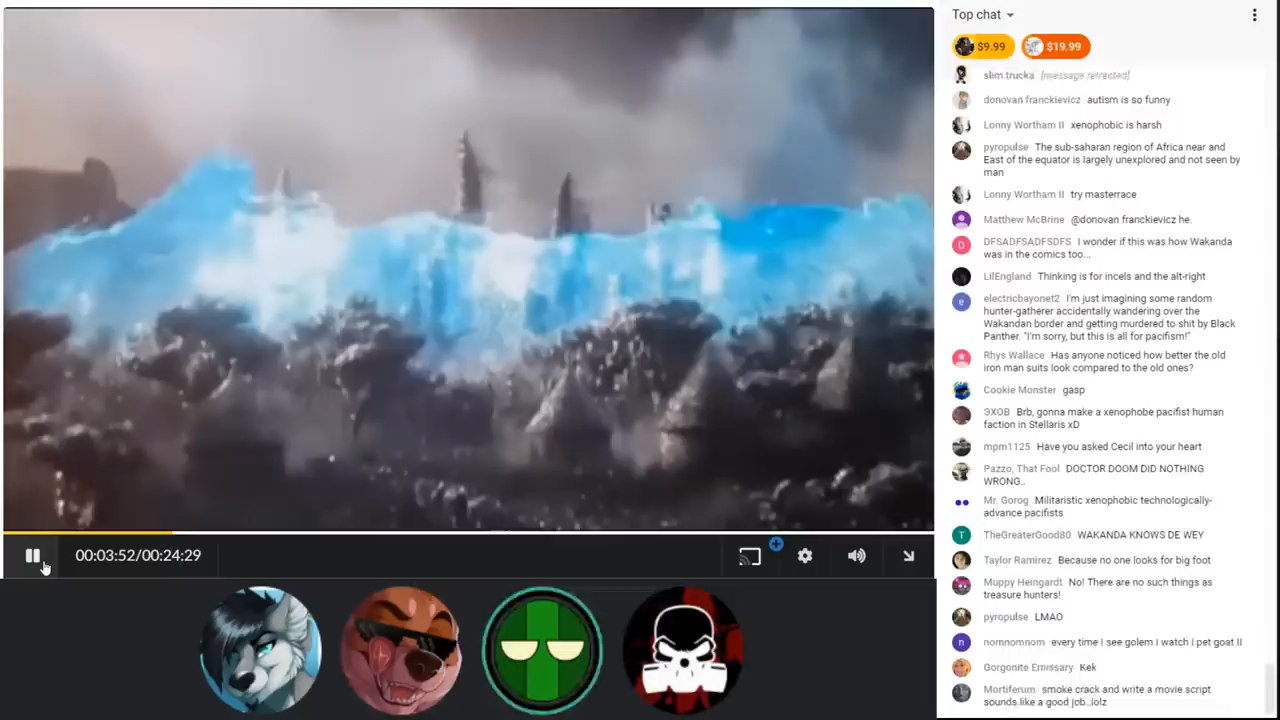 Top chat
$9.99 $19.99
slim.trucka [message retracted]
donovan franckievicz autism is so funny
Lonny Wortham II xenophobic is harsh
pyropulse The sub-saharan region of Africa near and
East of the equator is largely unexplored and not seen by
man
Lonny Wortham II try masterrace
Matthew McBrine @donovan franckievicz he.
D DFSADFSADFSDFS I wonder if this was how Wakanda
was in the comics too...
LilEngland Thinking is for incels and the alt-right
e electricbayonet2 I'm just imagining some random
hunter-gatherer accidentally wandering over the
Wakandan border and getting murdered to shit by Black
Panther. "I'm sorry, but this is all for pacifism!"
Rhys Wallace Has anyone noticed how better the old
iron man suits look compared to the old ones?
Cookie Monster gasp
ЭХОВ Brb, gonna make a xenophobe pacifist human
faction in Stellaris xD
mpm1125 Have you asked Cecil into your heart
Pazzo, That Fool DOCTOR DOOM DID NOTHING
WRONG..
Mr. Gorog Militaristic xenophobic technologically-
advance pacifists
T TheGreaterGood80 WAKANDA KNOWS DE WEY
Taylor Ramirez Because no one looks for big foot
Muppy Heingardt No! There are no such things as
treasure hunters!
pyropulse LMAO
n nomnomnom every time I see golem i watch i pet goat II
Gorgonite Emissary Kek
Mortiferum smoke crack and write a movie script
sounds like a good job..lolz
00:03:52/00:24:29